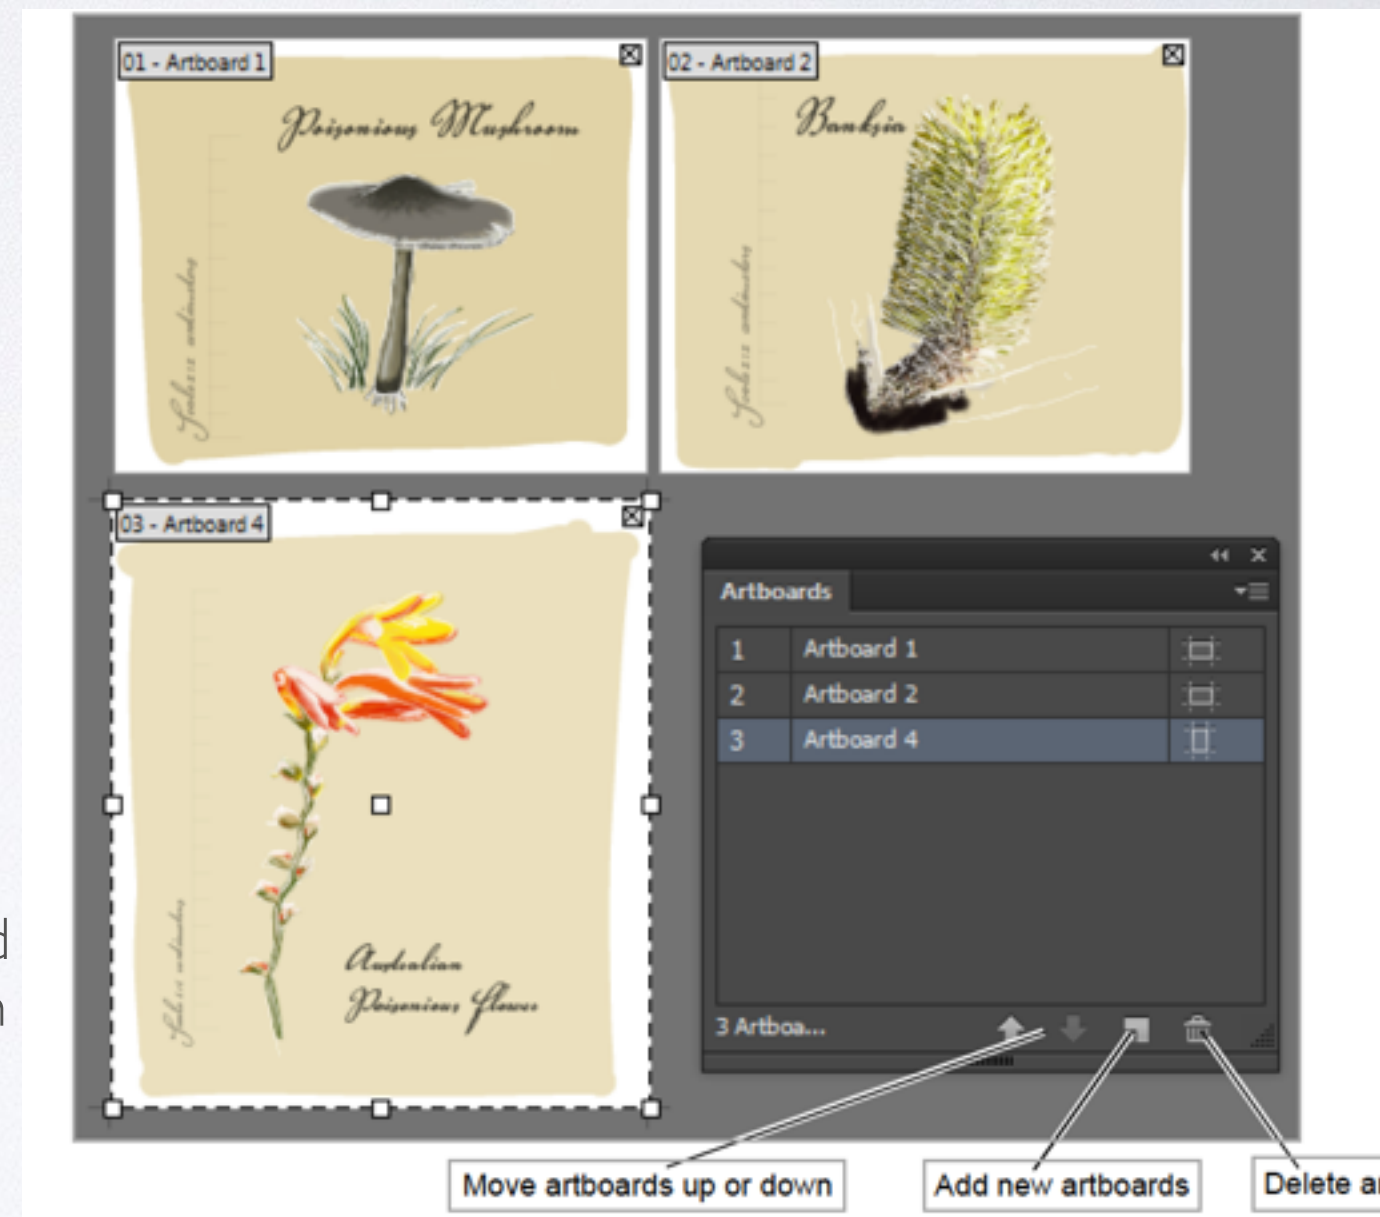 01 - Artboard 1
02 - Artboard 2
Poisonious Mushroom
Banksia
03 - Artboard 4
Artboards
1 Artboard 1
2 Artboard 2
3 Artboard 4
d
n
Australian
Poisonious Flower
3 Artboa...
Move artboards up or down
Add new artboards
Delete ar